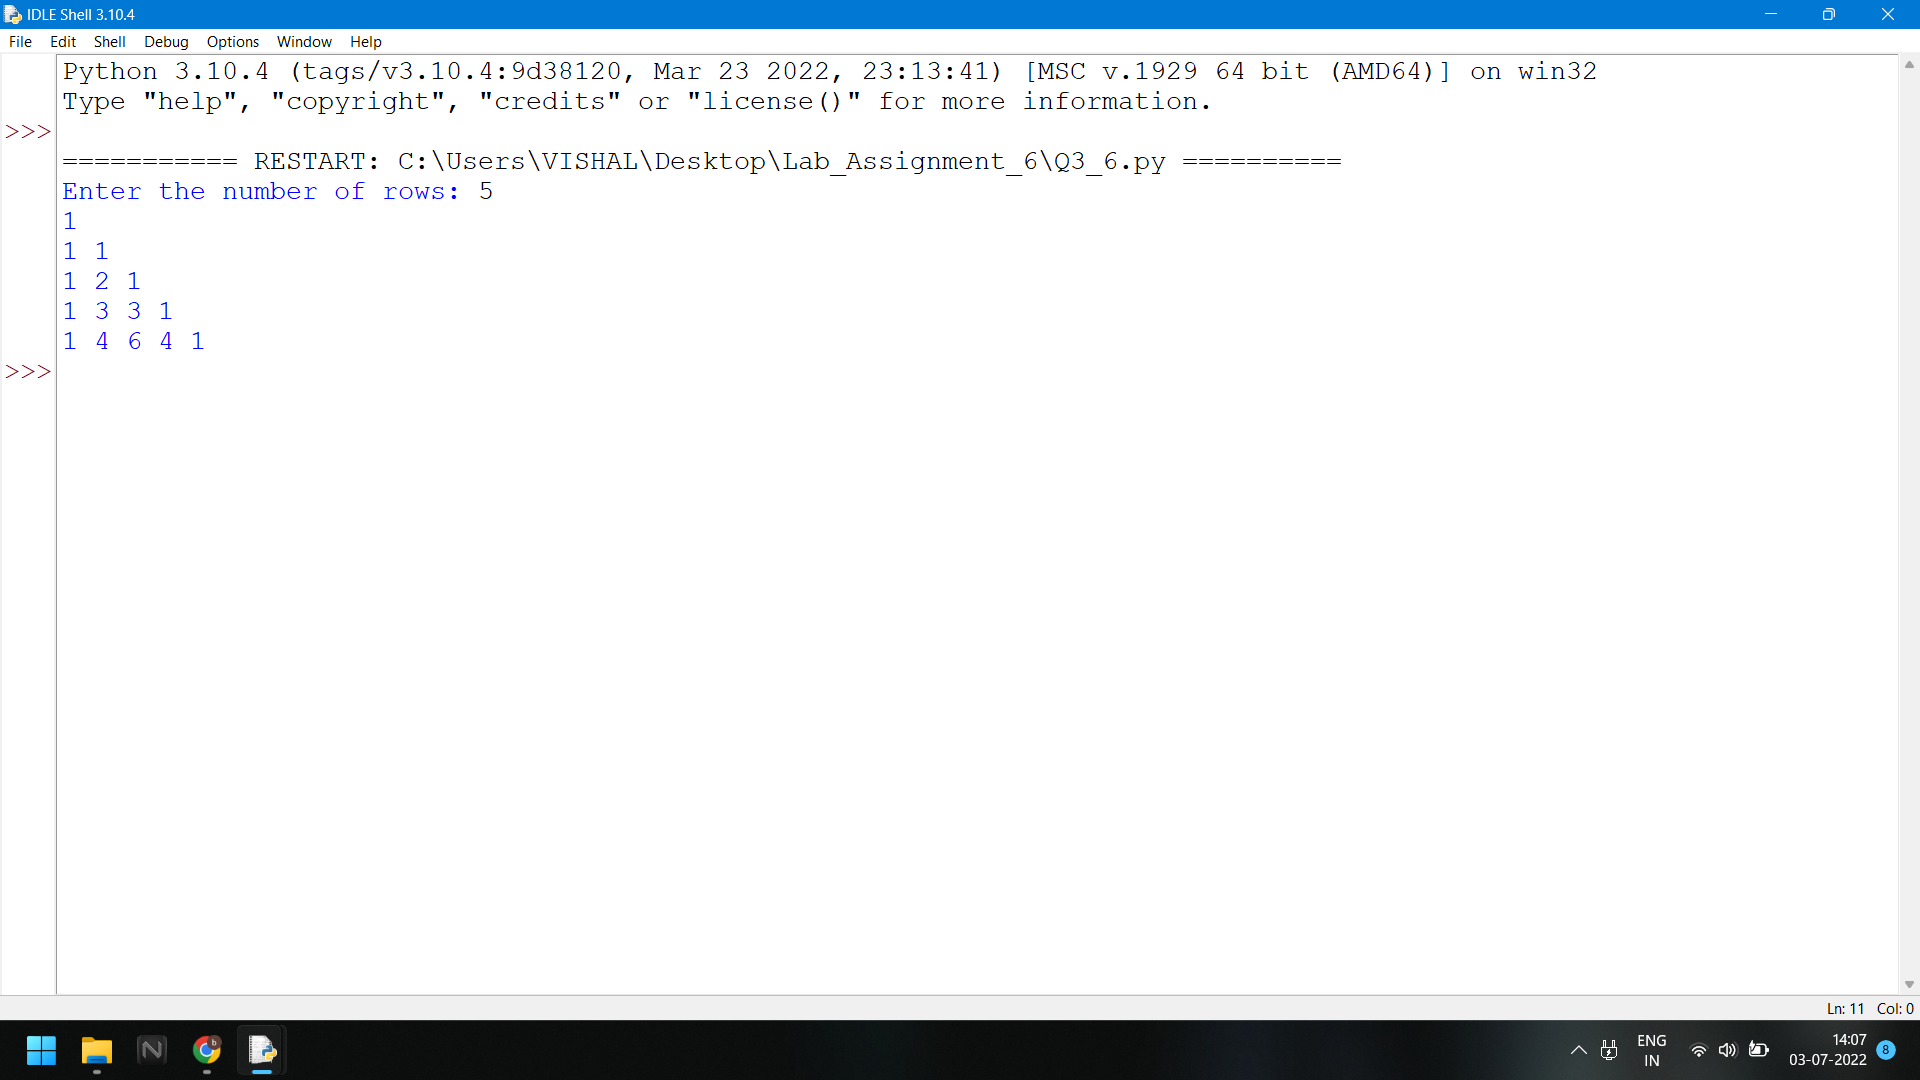 IDLE Shell 3.10.4
File Edit Shell Debug Options Window Help
Python 3.10.4 (tags/v3.10.4:9d38120, Mar 23 2022, 23:13:41) [MSC v.1929 64 bit (AMD64)] on win32
Type "help", "copyright", "credits" or "license()" for more information.
>>>
=========== RESTART: C:\Users\VISHAL\Desktop\Lab_Assignment_6\Q3_6.py ==========
Enter the number of rows: 5
1
1 1
1 2 1
1 3 3 1
1 4 6 4 1
>>>
Ln: 11 Col: 0
N
b
ENG
IN
14:07
03-07-2022
8